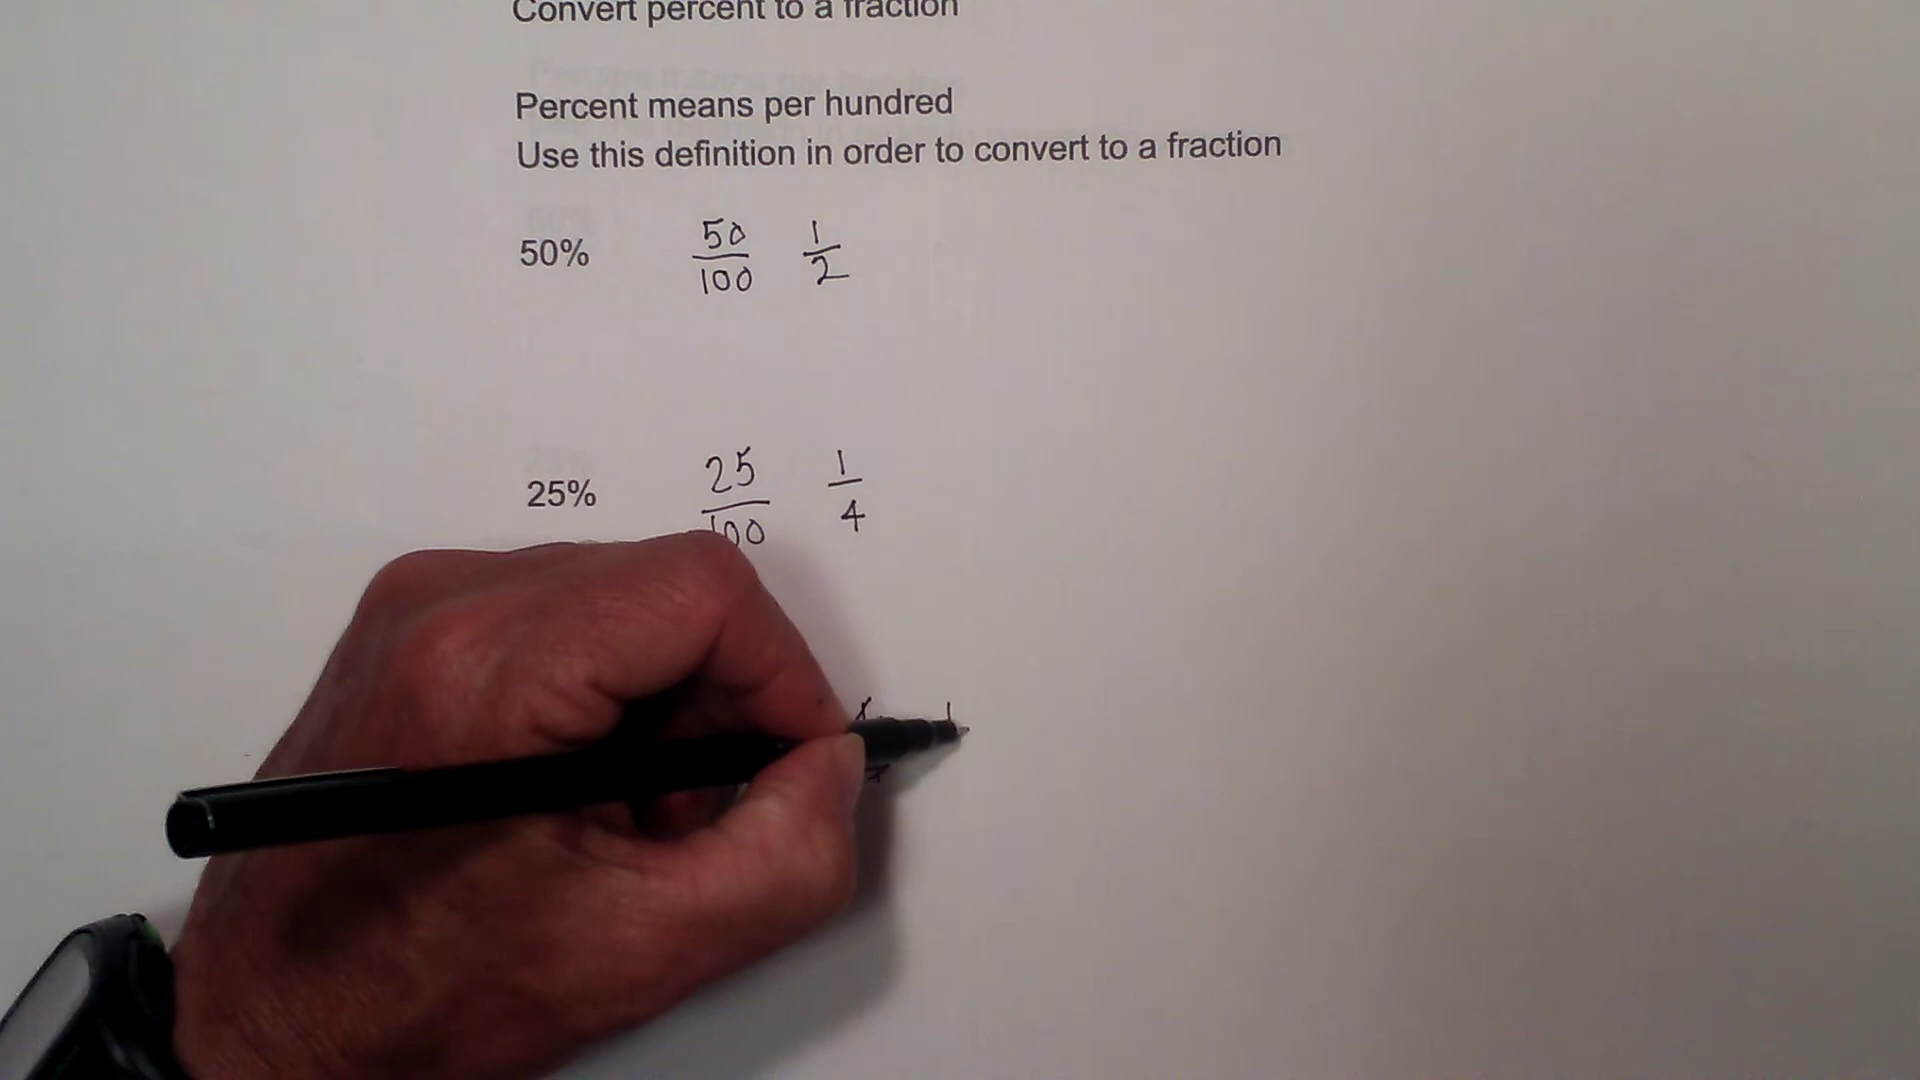 Convert percent to a fraction
Percent means per hundred
Use this definition in order to convert to a fraction
50% 50/100 1/2
25% 25/100 1/4
1